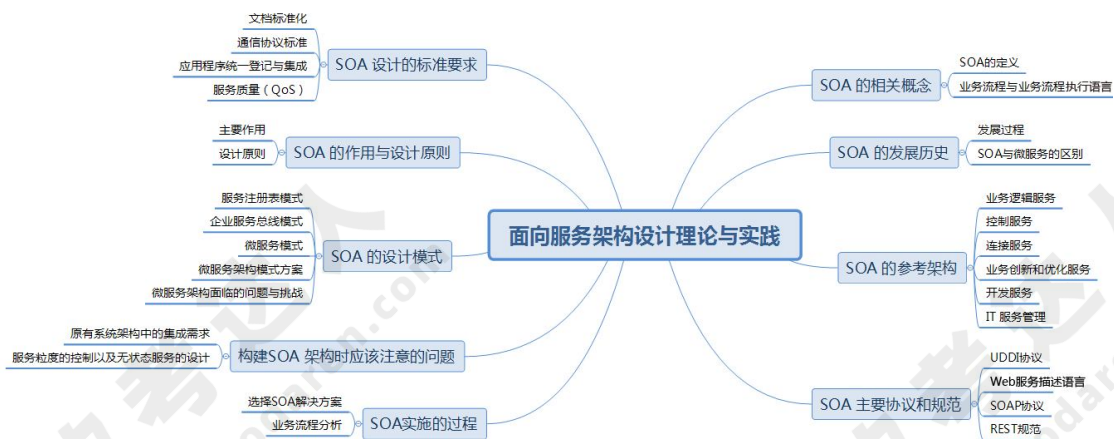 面向服务架构设计理论与实践
SOA 设计的标准要求
文档标准化
通信协议标准
应用程序统一登记与集成
服务质量（QoS）
SOA 的作用与设计原则
主要作用
设计原则
SOA 的设计模式
服务注册表模式
企业服务总线模式
微服务模式
微服务架构模式方案
微服务架构面临的问题与挑战
构建SOA 架构时应该注意的问题
原有系统架构中的集成需求
服务粒度的控制以及无状态服务的设计
SOA实施的过程
选择SOA解决方案
业务流程分析
SOA 的相关概念
SOA的定义
业务流程与业务流程执行语言
SOA 的发展历史
发展过程
SOA与微服务的区别
SOA 的参考架构
业务逻辑服务
控制服务
连接服务
业务创新和优化服务
开发服务
IT 服务管理
SOA 主要协议和规范
UDDI协议
Web服务描述语言
SOAP协议
REST规范